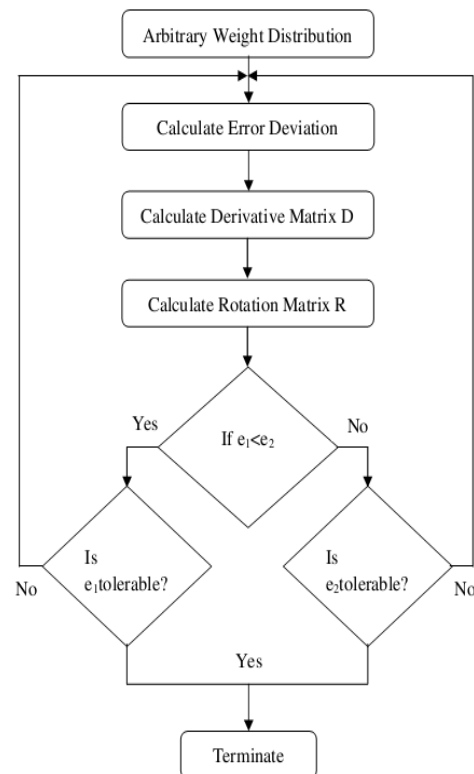 Arbitrary Weight Distribution
Calculate Error Deviation
Calculate Derivative Matrix D
Calculate Rotation Matrix R
Yes
No
If e₁<e₂
Is
e₁tolerable?
Is
e₂tolerable?
No
No
Yes
Terminate